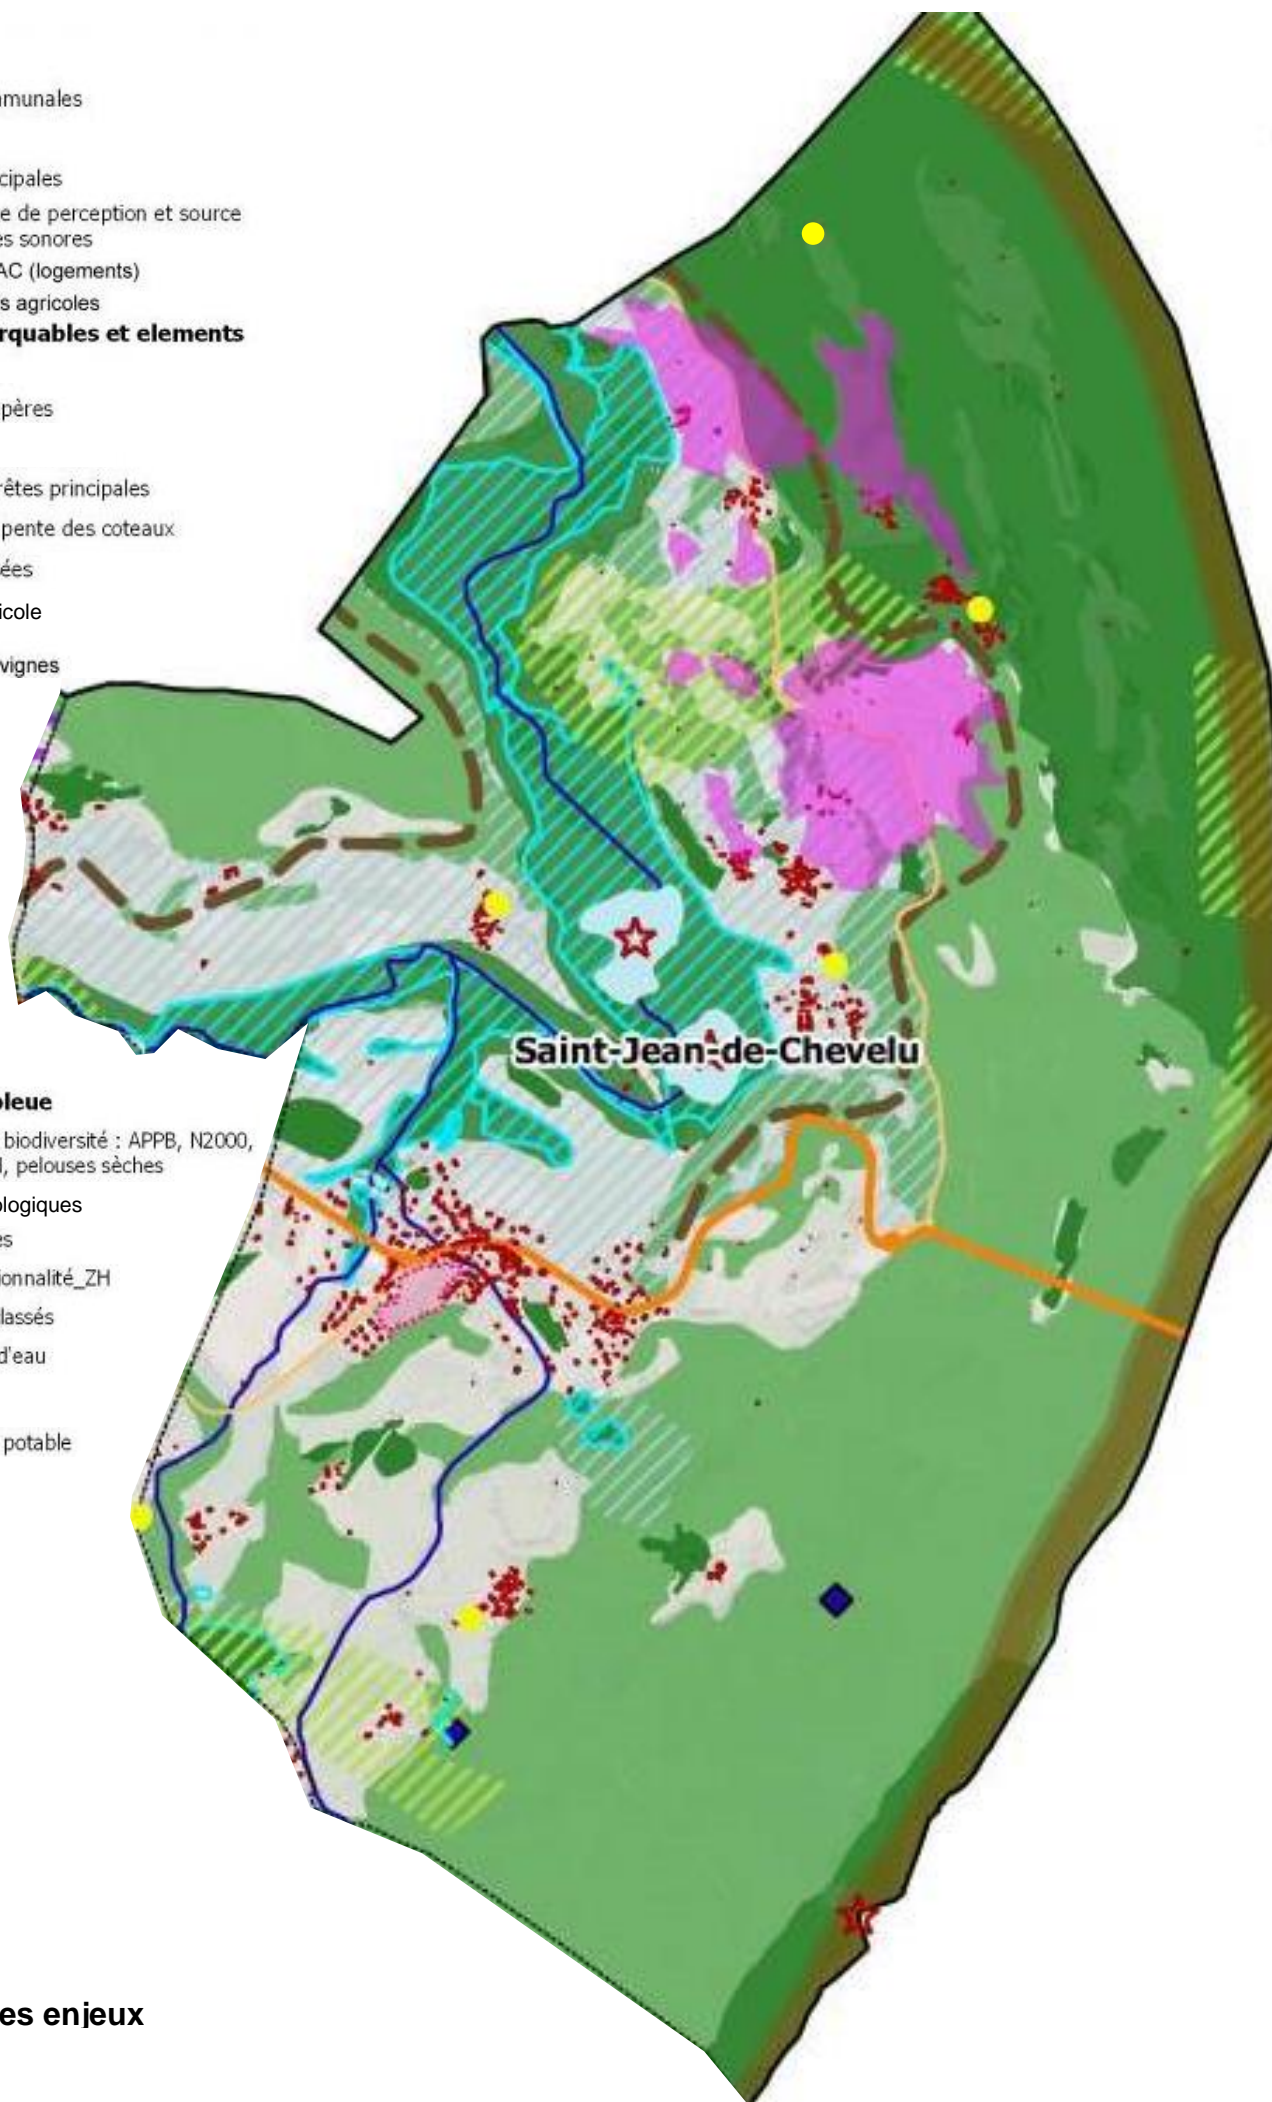 munales
cipales
e de perception et source
es sonores
AC (logements)
s agricoles
rquables et elements
pères
rêtes principales
pente des coteaux
ées
icole
vignes
Saint-Jean-de-Chevelu
bleue
biodiversité : APPB, N2000,
, pelouses sèches
logiques
es
ionnalité_ZH
lassés
d'eau
potable
es enjeux